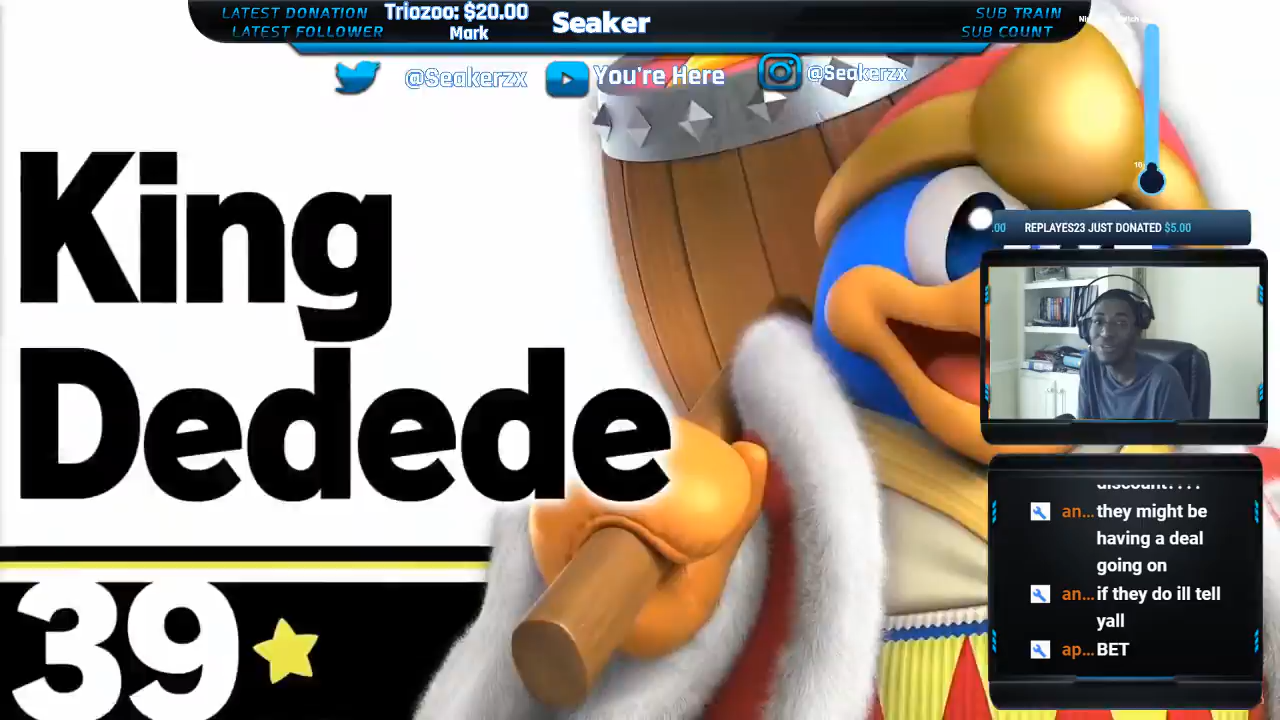 LATEST DONATION
Triozoo: $20.00
Seaker
SUB TRAIN
LATEST FOLLOWER
Mark
SUB COUNT
@Seakerzx
You're Here
@Seakerzx
King
Dedede
39
.00 REPLAYES23 JUST DONATED $5.00
discount????
an... they might be
having a deal
going on
an... if they do ill tell
yall
ap... BET